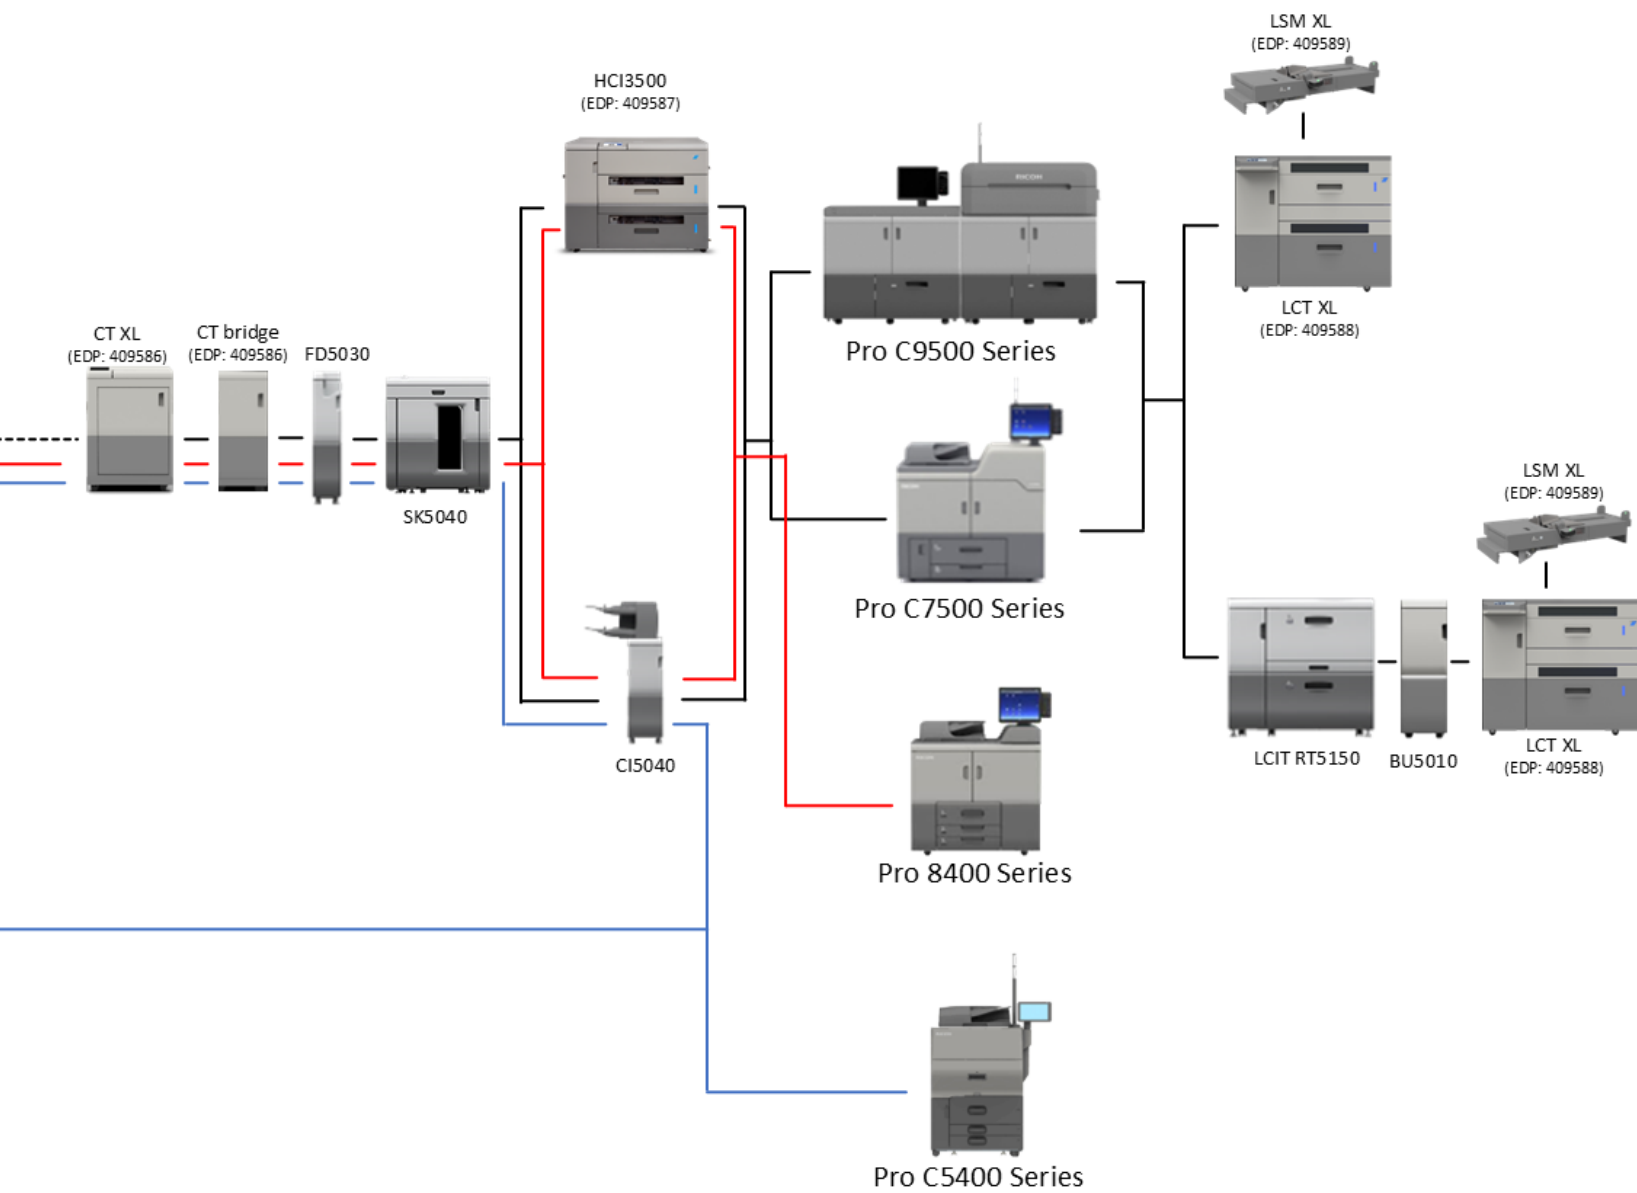 LSM XL
(EDP: 409589)
HCI3500
(EDP: 409587)
RICOH
LCT XL
(EDP: 409588)
CT XL
(EDP: 409586)
CT bridge
(EDP: 409586)
FD5030
Pro C9500 Series
SK5040
LSM XL
(EDP: 409589)
Pro C7500 Series
CI5040
LCIT RT5150
BU5010
LCT XL
(EDP: 409588)
Pro 8400 Series
Pro C5400 Series